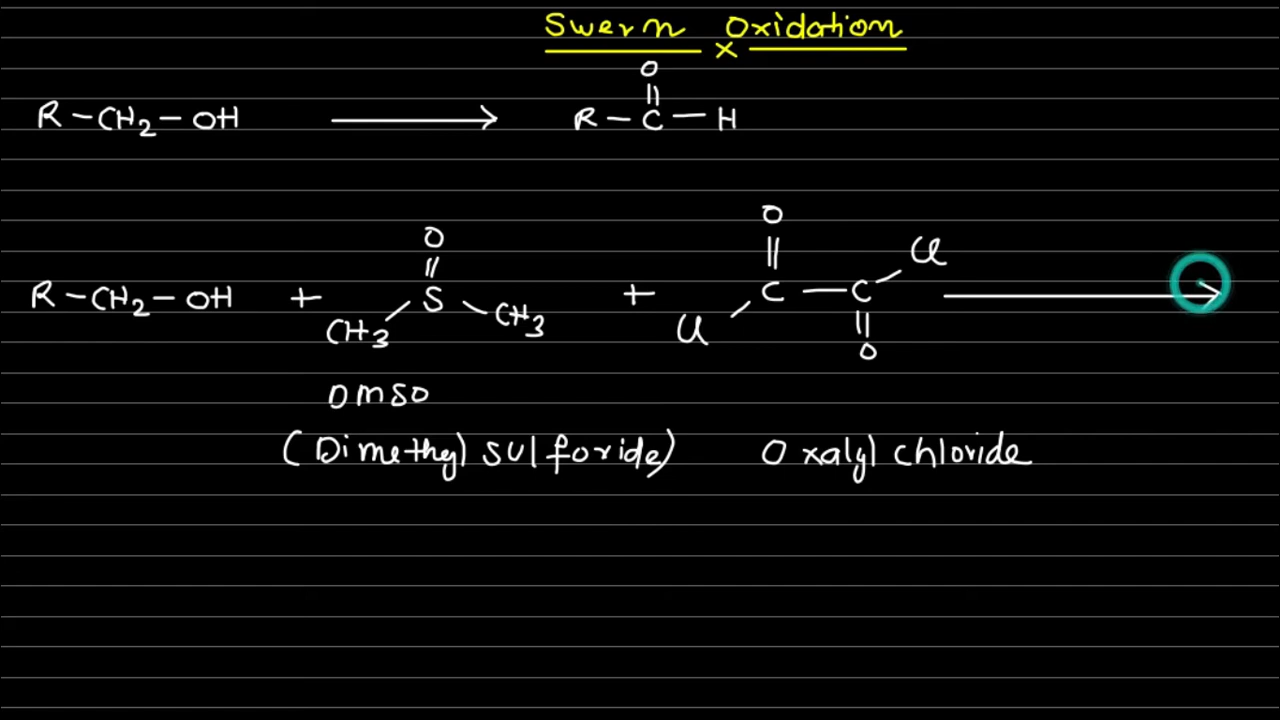 Swern Oxidation
x
O
||
R-CH2-OH → R-C-H
O
||
O
||
R-CH2-OH + CH3 S CH3 + Cl C-C Cl →
||
O
DMSO
(Dimethyl sulforide) Oxalyl chloride